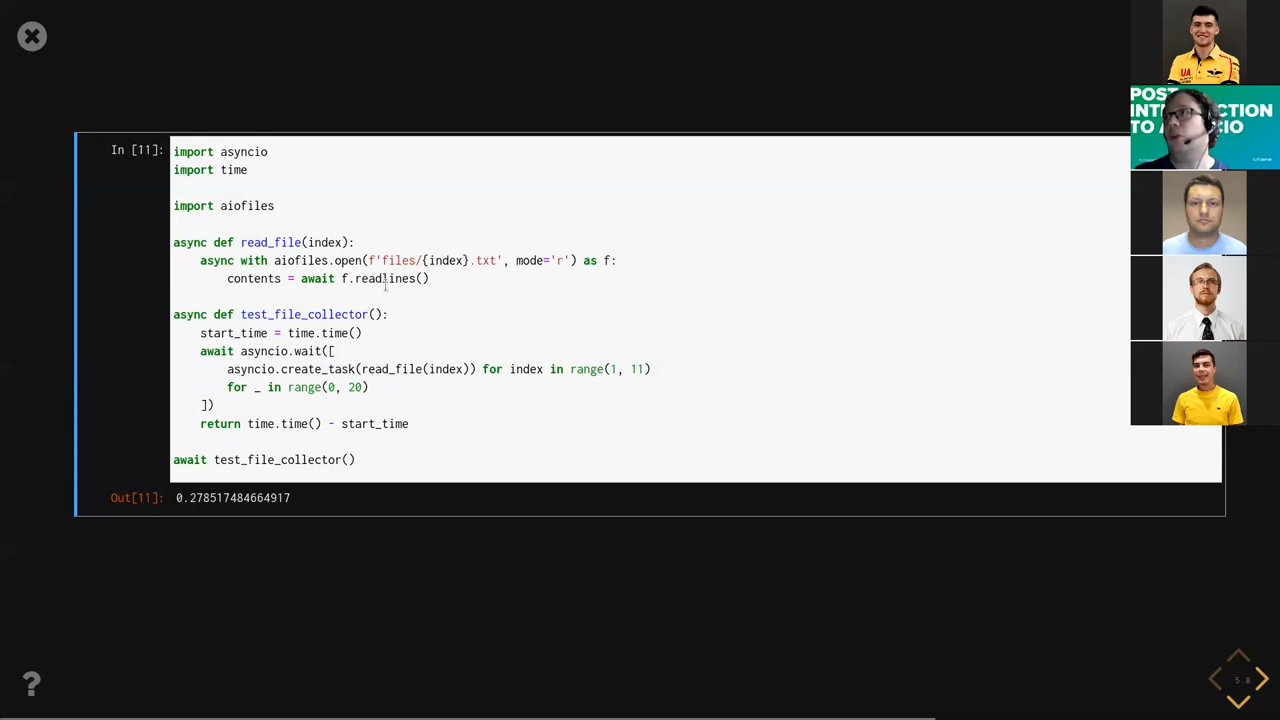 In [11]:
import asyncio
import time
import aiofiles
async def read_file(index):
    async with aiofiles.open(f'files/{index}.txt', mode='r') as f:
        contents = await f.readlines()
async def test_file_collector():
    start_time = time.time()
    await asyncio.wait([
        asyncio.create_task(read_file(index)) for index in range(1, 11)
        for _ in range(0, 20)
    ])
    return time.time() - start_time
await test_file_collector()
Out[11]: 0.278517484664917
UA
POST
TO
?
5.8